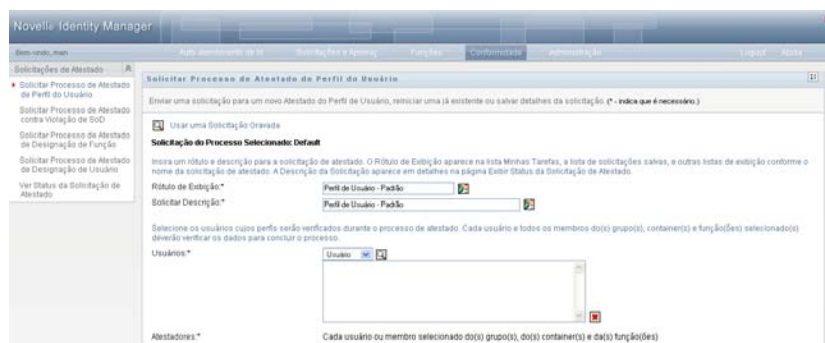 Novell® Identity Manager
Bem-vindo, main
Auto-atendimento de Id
Solicitações e Aprovaç
Funções
Conformidade
Administração
Logout Ajuda
Solicitações de Atestado
Solicitar Processo de Atestado
de Perfil do Usuário
Solicitar Processo de Atestado
contra Violação de SoD
Solicitar Processo de Atestado
de Designação de Função
Solicitar Processo de Atestado
de Designação de Usuário
Ver Status da Solicitação de
Atestado
Solicitar Processo de Atestado de Perfil do Usuário
Enviar uma solicitação para um novo Atestado do Perfil de Usuário, reiniciar uma já existente ou salvar detalhes da solicitação. (* - indica que é necessário.)
Usar uma Solicitação Gravada
Solicitação do Processo Selecionado: Default
Insira um rótulo e descrição para a solicitação de atestado. O Rótulo de Exibição aparece na lista Minhas Tarefas, a lista de solicitações salvas, e outras listas de exibição conforme o
nome da solicitação de atestado. A Descrição da Solicitação aparece em detalhes na página Exibir Status da Solicitação de Atestado.
Rótulo de Exibição:*
Perfil de Usuário - Padrão
Solicitar Descrição:*
Perfil de Usuário - Padrão
Selecione os usuários cujos perfis serão verificados durante o processo de atestado. Cada usuário e todos os membros do(s) grupo(s), container(s) e função(ões) selecionado(s)
deverão verificar os dados para concluir o processo.
Usuários:*
Usuário
Atestadores:*
Cada usuário ou membro selecionado do(s) grupo(s), do(s) container(s) e da(s) função(ões)